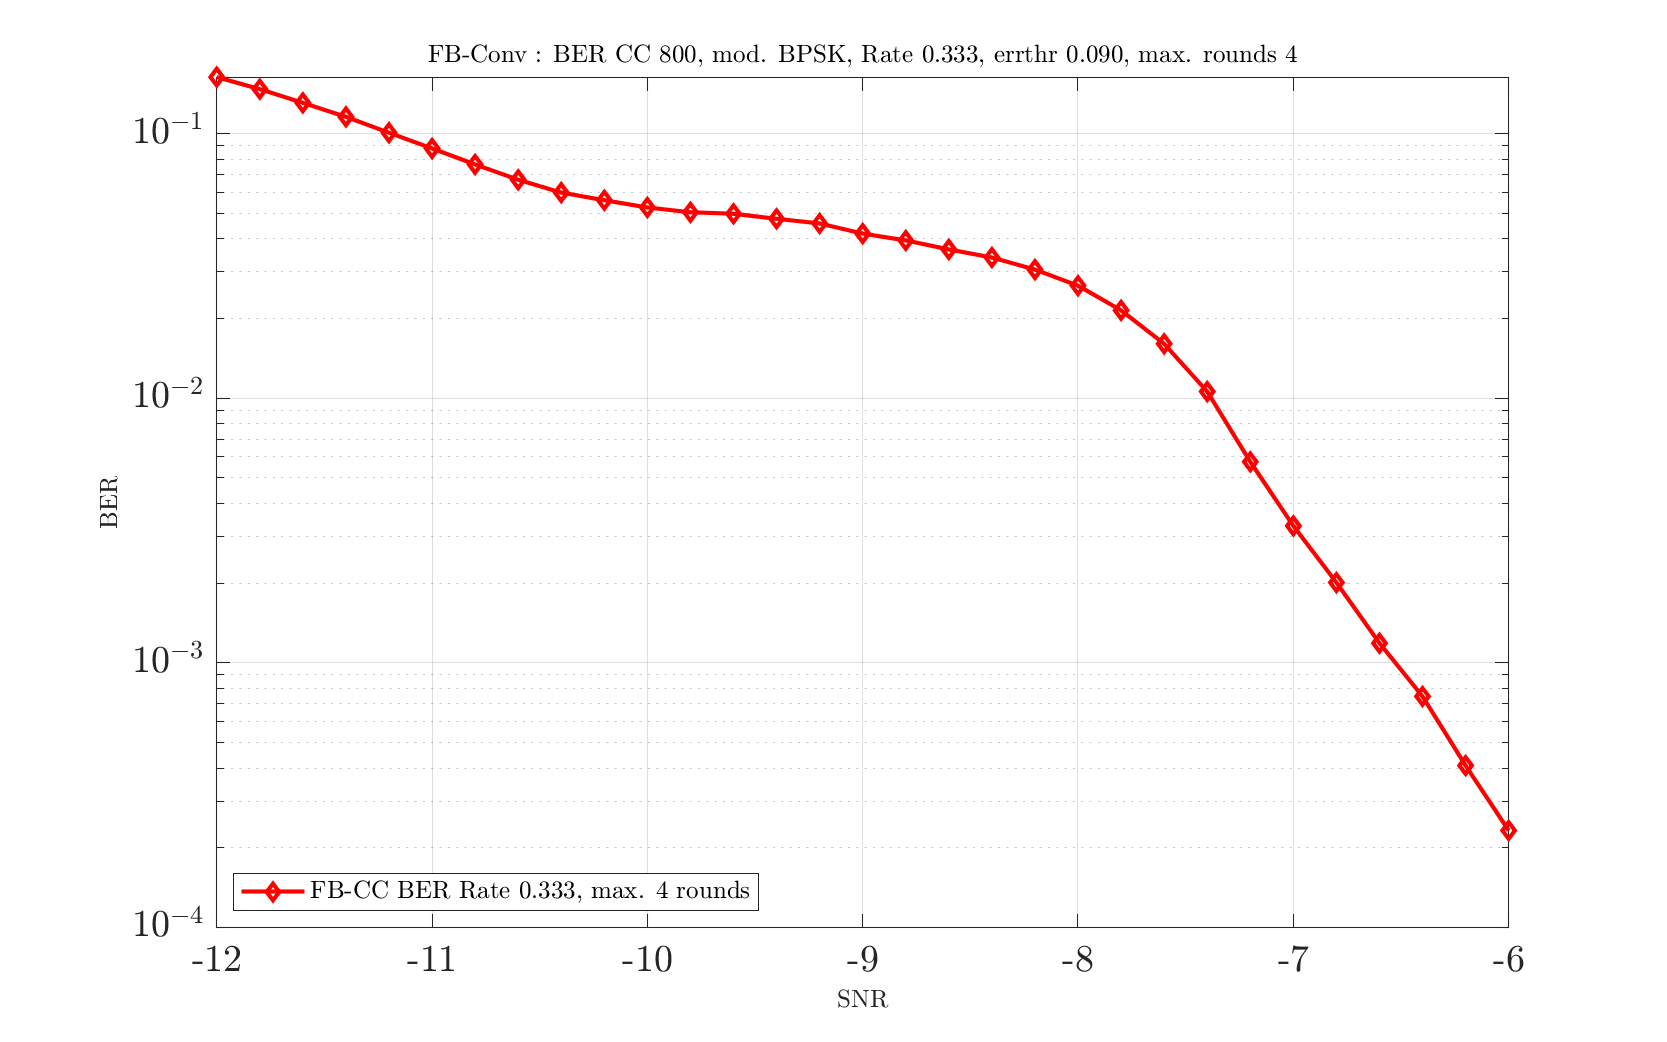 FB-Conv : BER CC 800, mod. BPSK, Rate 0.333, errthr 0.090, max. rounds 4
10^{-1}
10^{-2}
10^{-3}
10^{-4}
BER
FB-CC BER Rate 0.333, max. 4 rounds
-12 -11 -10 -9 -8 -7 -6
SNR